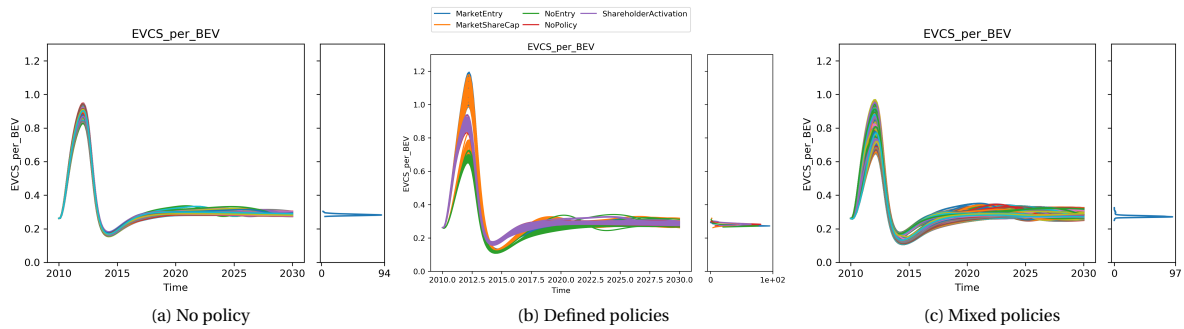 EVCS_per_BEV
1.2
1.0
0.8
0.6
0.4
0.2
0.0
EVCS_per_BEV
2010 2015 2020 2025 2030
Time
0 94
(a) No policy
MarketEntry NoEntry ShareholderActivation
MarketShareCap NoPolicy
EVCS_per_BEV
1.2
1.0
0.8
0.6
0.4
0.2
0.0
EVCS_per_BEV
2010.0 2012.5 2015.0 2017.5 2020.0 2022.5 2025.0 2027.5 2030.0
Time
0 1e+02
(b) Defined policies
EVCS_per_BEV
1.2
1.0
0.8
0.6
0.4
0.2
0.0
EVCS_per_BEV
2010 2015 2020 2025 2030
Time
0 97
(c) Mixed policies